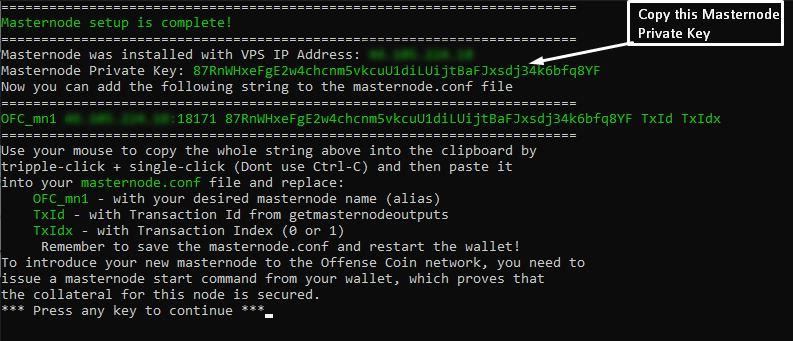 ==================================================================
Masternode setup is complete!
==================================================================
Masternode was installed with VPS IP Address:
Masternode Private Key: 87RnWHxeFgE2w4chcnm5vkcuU1diLUijtBaFJxsdj34k6bfq8YF
Now you can add the following string to the masternode.conf file
==================================================================
OFC_mn1 :18171 87RnWHxeFgE2w4chcnm5vkcuU1diLUijtBaFJxsdj34k6bfq8YF TxId TxIdx
==================================================================
Use your mouse to copy the whole string above into the clipboard by
tripple-click + single-click (Dont use Ctrl-C) and then paste it
into your masternode.conf file and replace:
OFC_mn1 - with your desired masternode name (alias)
TxId - with Transaction Id from getmasternodeoutputs
TxIdx - with Transaction Index (0 or 1)
Remember to save the masternode.conf and restart the wallet!
To introduce your new masternode to the Offense Coin network, you need to
issue a masternode start command from your wallet, which proves that
the collateral for this node is secured.
*** Press any key to continue ***
Copy this Masternode
Private Key